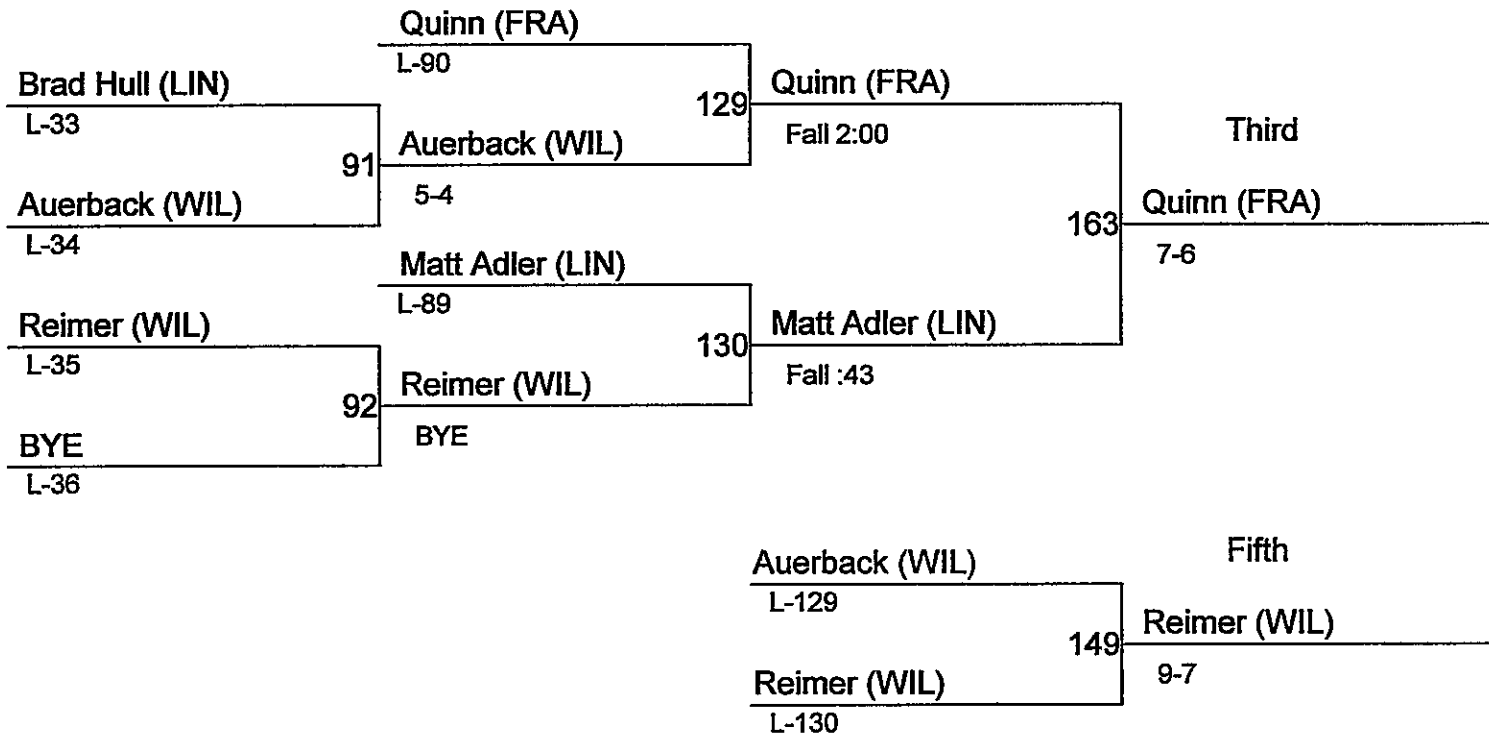 Quinn (FRA)
L-90
Brad Hull (LIN)
L-33
129
Quinn (FRA)
Fall 2:00
Third
91
Auerback (WIL)
5-4
Auerback (WIL)
L-34
163
Quinn (FRA)
7-6
Matt Adler (LIN)
L-89
Reimer (WIL)
L-35
130
Matt Adler (LIN)
Fall :43
92
Reimer (WIL)
BYE
BYE
L-36
Auerback (WIL)
L-129
Fifth
149
Reimer (WIL)
9-7
Reimer (WIL)
L-130